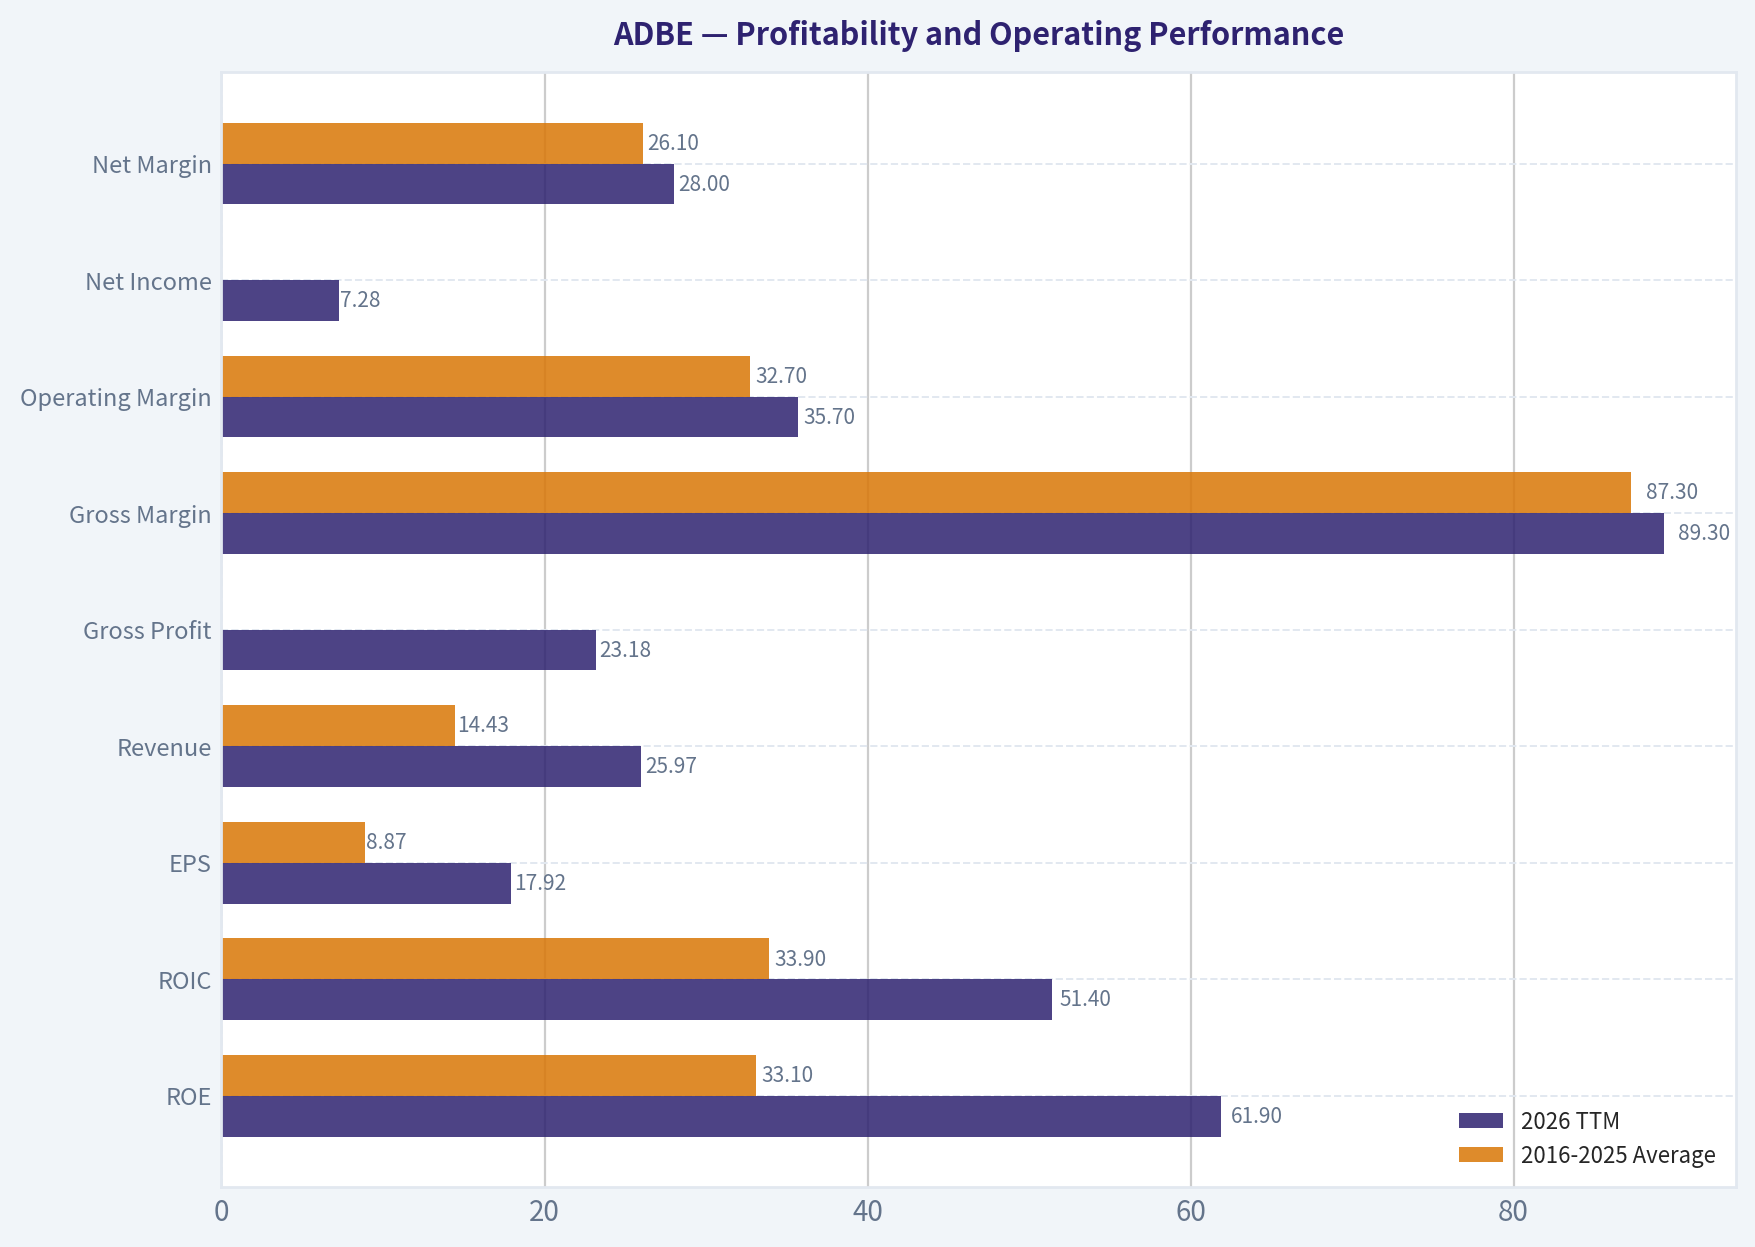 ADBE — Profitability and Operating Performance
Net Margin
26.10
28.00
Net Income
7.28
Operating Margin
32.70
35.70
Gross Margin
87.30
89.30
Gross Profit
23.18
Revenue
14.43
25.97
EPS
8.87
17.92
ROIC
33.90
51.40
ROE
33.10
61.90
2026 TTM
2016-2025 Average
0 20 40 60 80